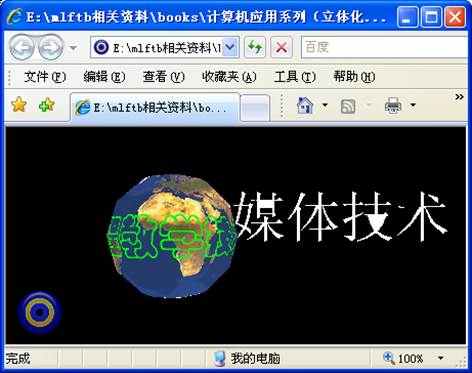 E:\mlftb相关资料\books\计算机应用系列（立体化...
E:\mlftb相关资料\l
百度
文件(F) 编辑(E) 查看(V) 收藏夹(A) 工具(T) 帮助(H)
E:\mlftb相关资料\bo...
媒体技术
教学
完成
我的电脑
100%